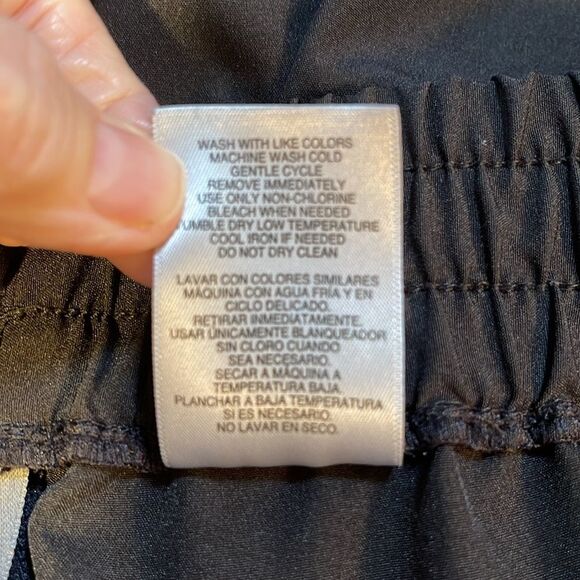 WASH WITH LIKE COLORS
MACHINE WASH COLD
GENTLE CYCLE
REMOVE IMMEDIATELY
USE ONLY NON-CHLORINE
BLEACH WHEN NEEDED
TUMBLE DRY LOW TEMPERATURE
COOL IRON IF NEEDED
DO NOT DRY CLEAN
LAVAR CON COLORES SIMILARES
MÁQUINA CON AGUA FRÍA Y EN
CICLO DELICADO.
RETIRAR INMEDIATAMENTE.
USAR ÚNICAMENTE BLANQUEADOR
SIN CLORO CUANDO
SEA NECESARIO.
SECAR A MÁQUINA A
TEMPERATURA BAJA.
PLANCHAR A BAJA TEMPERATURA
SI ES NECESARIO.
NO LAVAR EN SECO.